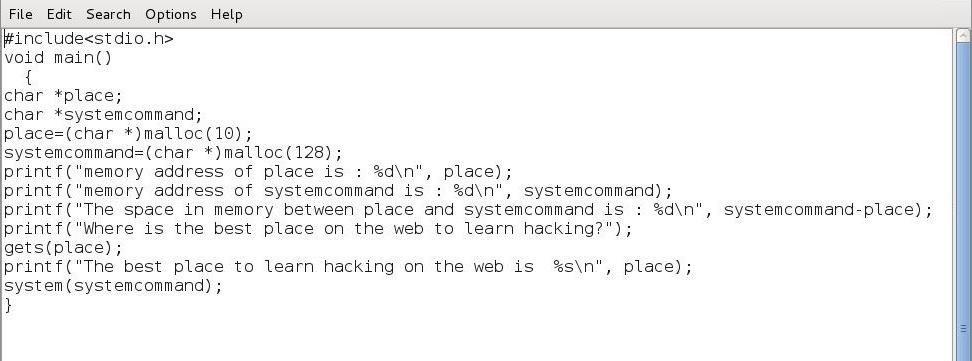 File Edit Search Options Help
#include<stdio.h>
void main()
  {
char *place;
char *systemcommand;
place=(char *)malloc(10);
systemcommand=(char *)malloc(128);
printf("memory address of place is : %d\n", place);
printf("memory address of systemcommand is : %d\n", systemcommand);
printf("The space in memory between place and systemcommand is : %d\n", systemcommand-place);
printf("Where is the best place on the web to learn hacking?");
gets(place);
printf("The best place to learn hacking on the web is  %s\n", place);
system(systemcommand);
}